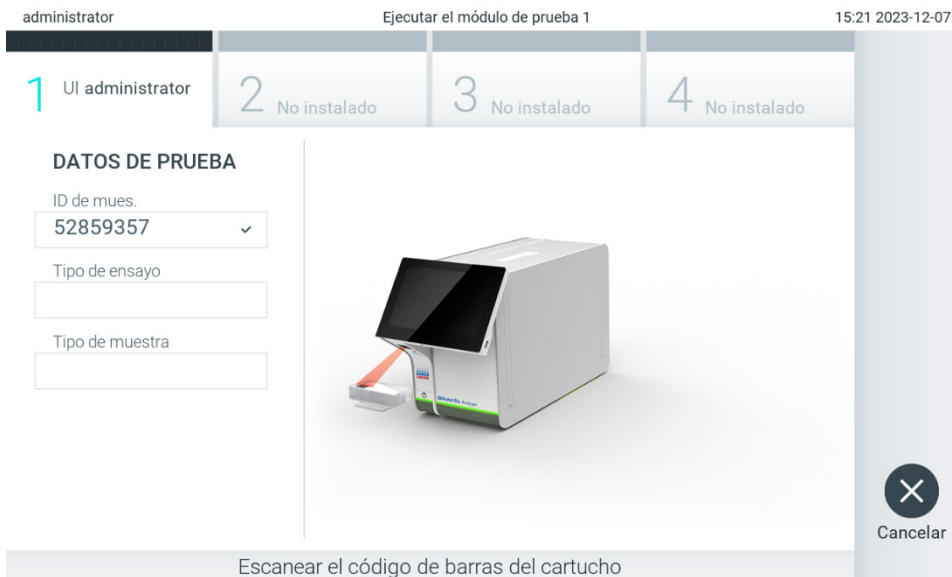 administrator Ejecutar el módulo de prueba 1 15:21 2023-12-07
1 UI administrator 2 No instalado 3 No instalado 4 No instalado
DATOS DE PRUEBA
ID de mues.
52859357
Tipo de ensayo
Tipo de muestra
Cancelar
Escanear el código de barras del cartucho